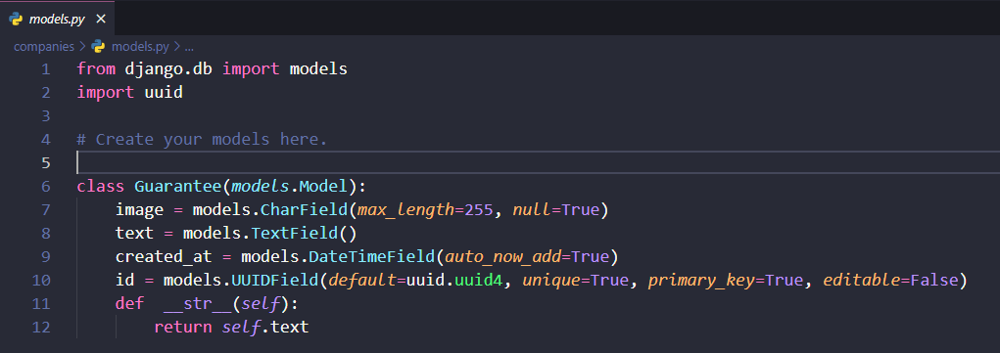 models.py ×
companies > models.py > ...
1 from django.db import models
2 import uuid
3
4 # Create your models here.
5
6 class Guarantee(models.Model):
7     image = models.CharField(max_length=255, null=True)
8     text = models.TextField()
9     created_at = models.DateTimeField(auto_now_add=True)
10     id = models.UUIDField(default=uuid.uuid4, unique=True, primary_key=True, editable=False)
11     def  __str__(self):
12         return self.text